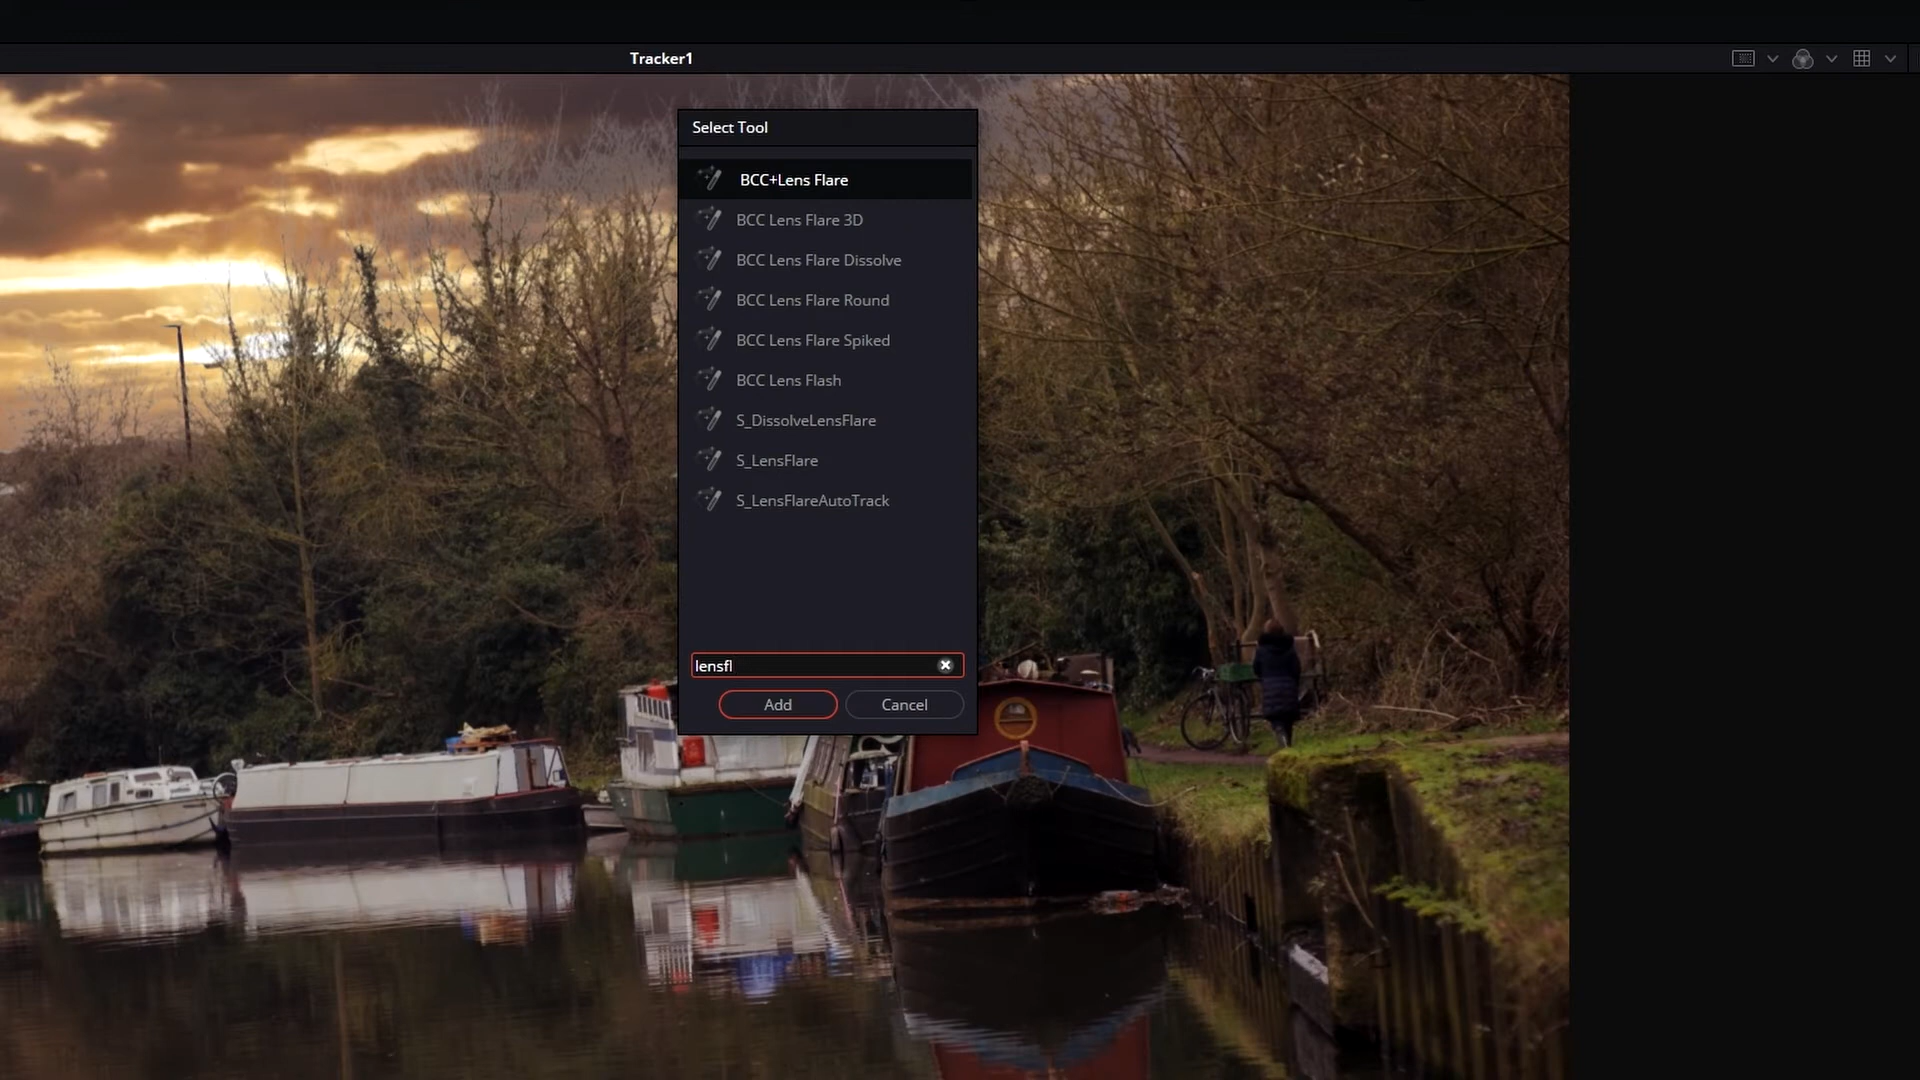 Tracker1
Select Tool
BCC+Lens Flare
BCC Lens Flare 3D
BCC Lens Flare Dissolve
BCC Lens Flare Round
BCC Lens Flare Spiked
BCC Lens Flash
S_DissolveLensFlare
S_LensFlare
S_LensFlareAutoTrack
lensfl
Add Cancel